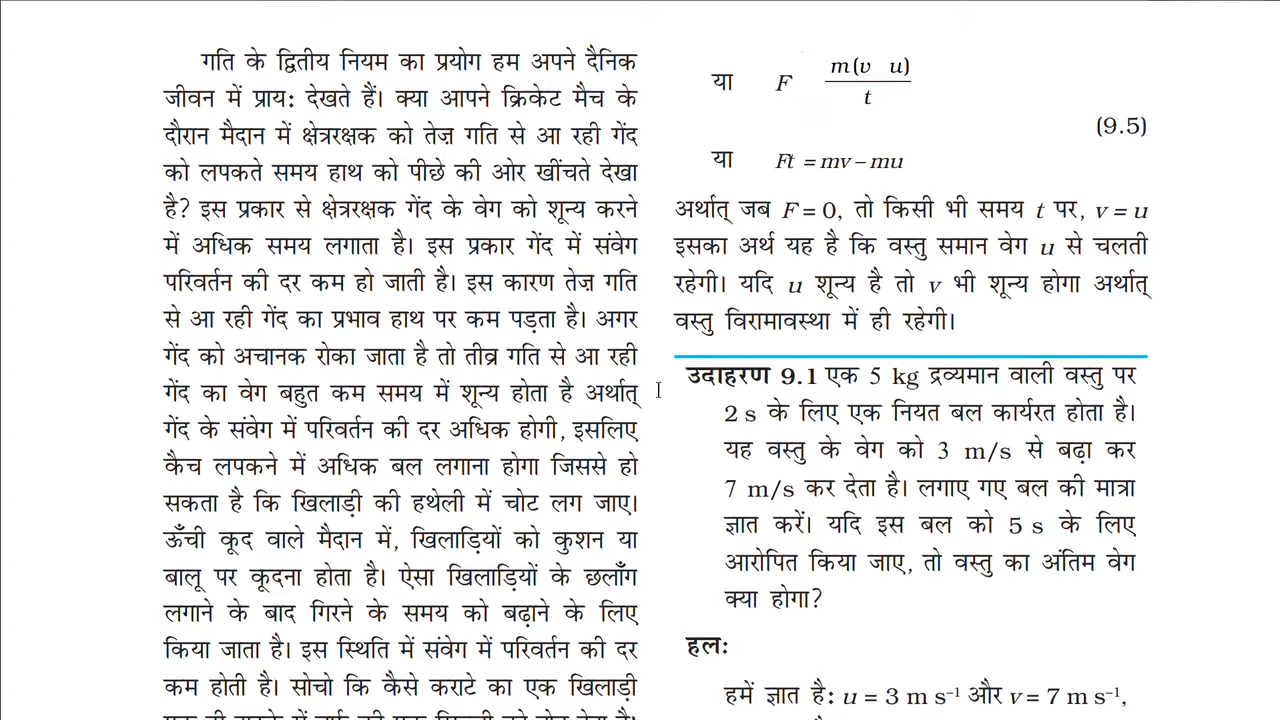 गति के द्वितीय नियम का प्रयोग हम अपने दैनिक
जीवन में प्राय: देखते हैं। क्या आपने क्रिकेट मैच के
दौरान मैदान में क्षेत्ररक्षक को तेज़ गति से आ रही गेंद
को लपकते समय हाथ को पीछे की ओर खींचते देखा
है? इस प्रकार से क्षेत्ररक्षक गेंद के वेग को शून्य करने
में अधिक समय लगाता है। इस प्रकार गेंद में संवेग
परिवर्तन की दर कम हो जाती है। इस कारण तेज़ गति
से आ रही गेंद का प्रभाव हाथ पर कम पड़ता है। अगर
गेंद को अचानक रोका जाता है तो तीव्र गति से आ रही
गेंद का वेग बहुत कम समय में शून्य होता है अर्थात्
गेंद के संवेग में परिवर्तन की दर अधिक होगी, इसलिए
कैच लपकने में अधिक बल लगाना होगा जिससे हो
सकता है कि खिलाड़ी की हथेली में चोट लग जाए।
ऊँची कूद वाले मैदान में, खिलाड़ियों को कुशन या
बालू पर कूदना होता है। ऐसा खिलाड़ियों के छलाँग
लगाने के बाद गिरने के समय को बढ़ाने के लिए
किया जाता है। इस स्थिति में संवेग में परिवर्तन की दर
कम होती है। सोचो कि कैसे कराटे का एक खिलाड़ी
या F m(v u)
t
(9.5)
या Ft = mv – mu
अर्थात् जब F = 0, तो किसी भी समय t पर, v = u
इसका अर्थ यह है कि वस्तु समान वेग u से चलती
रहेगी। यदि u शून्य है तो v भी शून्य होगा अर्थात्
वस्तु विरामावस्था में ही रहेगी।
उदाहरण 9.1 एक 5 kg द्रव्यमान वाली वस्तु पर
2 s के लिए एक नियत बल कार्यरत होता है।
यह वस्तु के वेग को 3 m/s से बढ़ा कर
7 m/s कर देता है। लगाए गए बल की मात्रा
ज्ञात करें। यदि इस बल को 5 s के लिए
आरोपित किया जाए, तो वस्तु का अंतिम वेग
क्या होगा?
हलः
हमें ज्ञात है: u = 3 m s⁻¹ और v = 7 m s⁻¹,